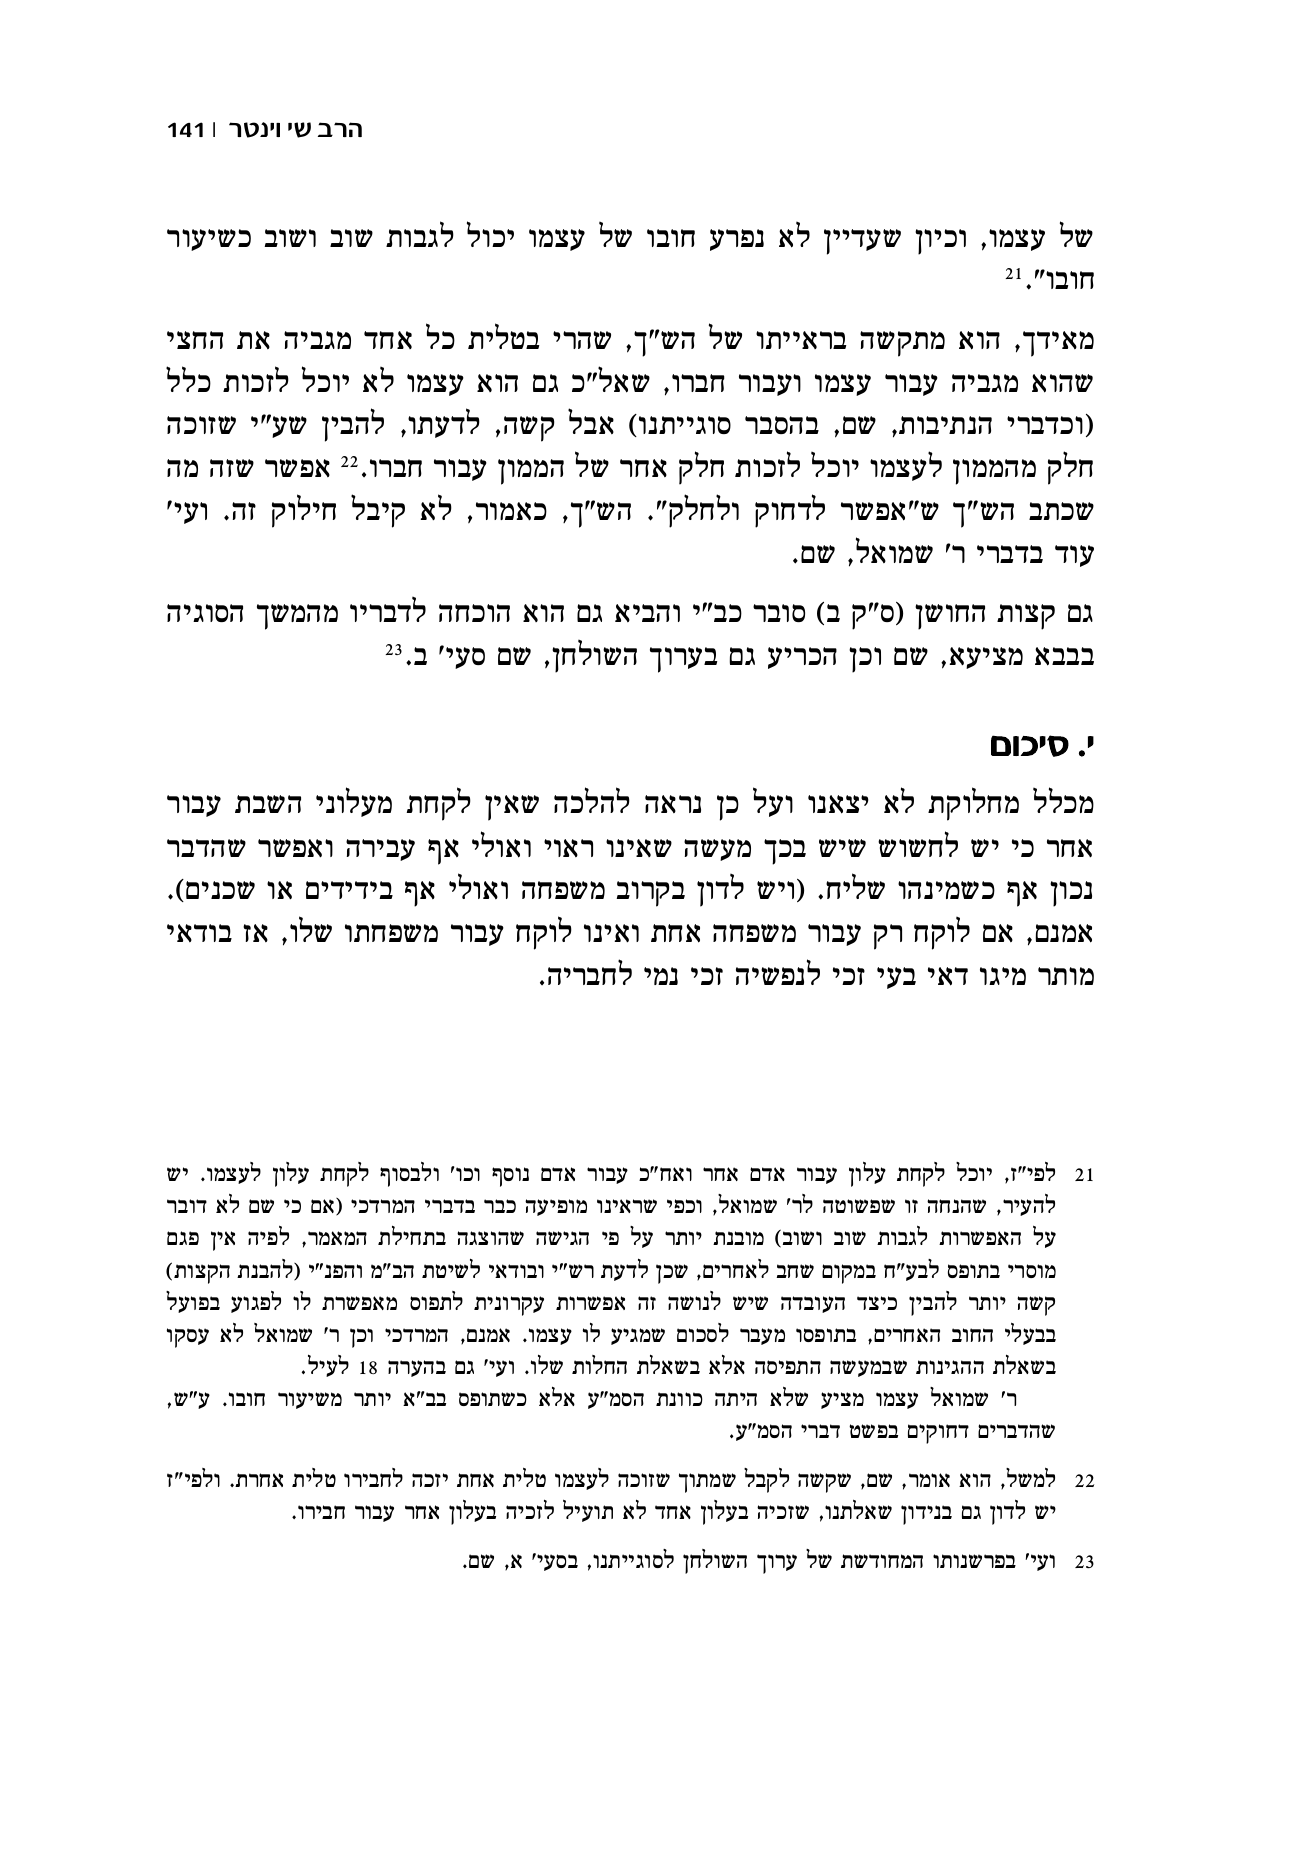 הרב שי וינטר | 141
של עצמו, וכיון שעדיין לא נפרע חובו של עצמו יכול לגבות שוב ושוב כשיעור
חובו".21
מאידך, הוא מתקשה בראייתו של הש"ך, שהרי בטלית כל אחד מגביה את החצי
שהוא מגביה עבור עצמו ועבור חברו, שאל"כ גם הוא עצמו לא יוכל לזכות כלל
(וכדברי הנתיבות, שם, בהסבר סוגייתנו) אבל קשה, לדעתו, להבין שע"י שזוכה
חלק מהממון לעצמו יוכל לזכות חלק אחר של הממון עבור חברו.22 אפשר שזה מה
שכתב הש"ך ש"אפשר לדחוק ולחלק". הש"ך, כאמור, לא קיבל חילוק זה. ועי'
עוד בדברי ר' שמואל, שם.
גם קצות החושן (ס"ק ב) סובר כב"י והביא גם הוא הוכחה לדבריו מהמשך הסוגיה
בבבא מציעא, שם וכן הכריע גם בערוך השולחן, שם סעי' ב.23
י. סיכום
מכלל מחלוקת לא יצאנו ועל כן נראה להלכה שאין לקחת מעלוני השבת עבור
אחר כי יש לחשוש שיש בכך מעשה שאינו ראוי ואולי אף עבירה ואפשר שהדבר
נכון אף כשמינהו שליח. (ויש לדון בקרוב משפחה ואולי אף בידידים או שכנים).
אמנם, אם לוקח רק עבור משפחה אחת ואינו לוקח עבור משפחתו שלו, אז בודאי
מותר מיגו דאי בעי זכי לנפשיה זכי נמי לחבריה.
21 לפי"ז, יוכל לקחת עלון עבור אדם אחר ואח"כ עבור אדם נוסף וכו' ולבסוף לקחת עלון לעצמו. יש
להעיר, שהנחה זו שפשוטה לר' שמואל, וכפי שראינו מופיעה כבר בדברי המרדכי (אם כי שם לא דובר
על האפשרות לגבות שוב ושוב) מובנת יותר על פי הגישה שהוצגה בתחילת המאמר, לפיה אין פגם
מוסרי בתופס לבע"ח במקום שחב לאחרים, שכן לדעת רש"י ובודאי לשיטת הב"מ והפנ"י (להבנת הקצות)
קשה יותר להבין כיצד העובדה שיש לנושה זה אפשרות עקרונית לתפוס מאפשרת לו לפגוע בפועל
בבעלי החוב האחרים, בתופסו מעבר לסכום שמגיע לו עצמו. אמנם, המרדכי וכן ר' שמואל לא עסקו
בשאלת ההגינות שבמעשה התפיסה אלא בשאלת החלות שלו. ועי' גם בהערה 18 לעיל.
ר' שמואל עצמו מציע שלא היתה כוונת הסמ"ע אלא כשתופס בב"א יותר משיעור חובו. ע"ש,
שהדברים דחוקים בפשט דברי הסמ"ע.
22 למשל, הוא אומר, שם, שקשה לקבל שמתוך שזוכה לעצמו טלית אחת יזכה לחבירו טלית אחרת. ולפי"ז
יש לדון גם בנידון שאלתנו, שזכיה בעלון אחד לא תועיל לזכיה בעלון אחר עבור חבירו.
23 ועי' בפרשנותו המחודשת של ערוך השולחן לסוגייתנו, בסעי' א, שם.